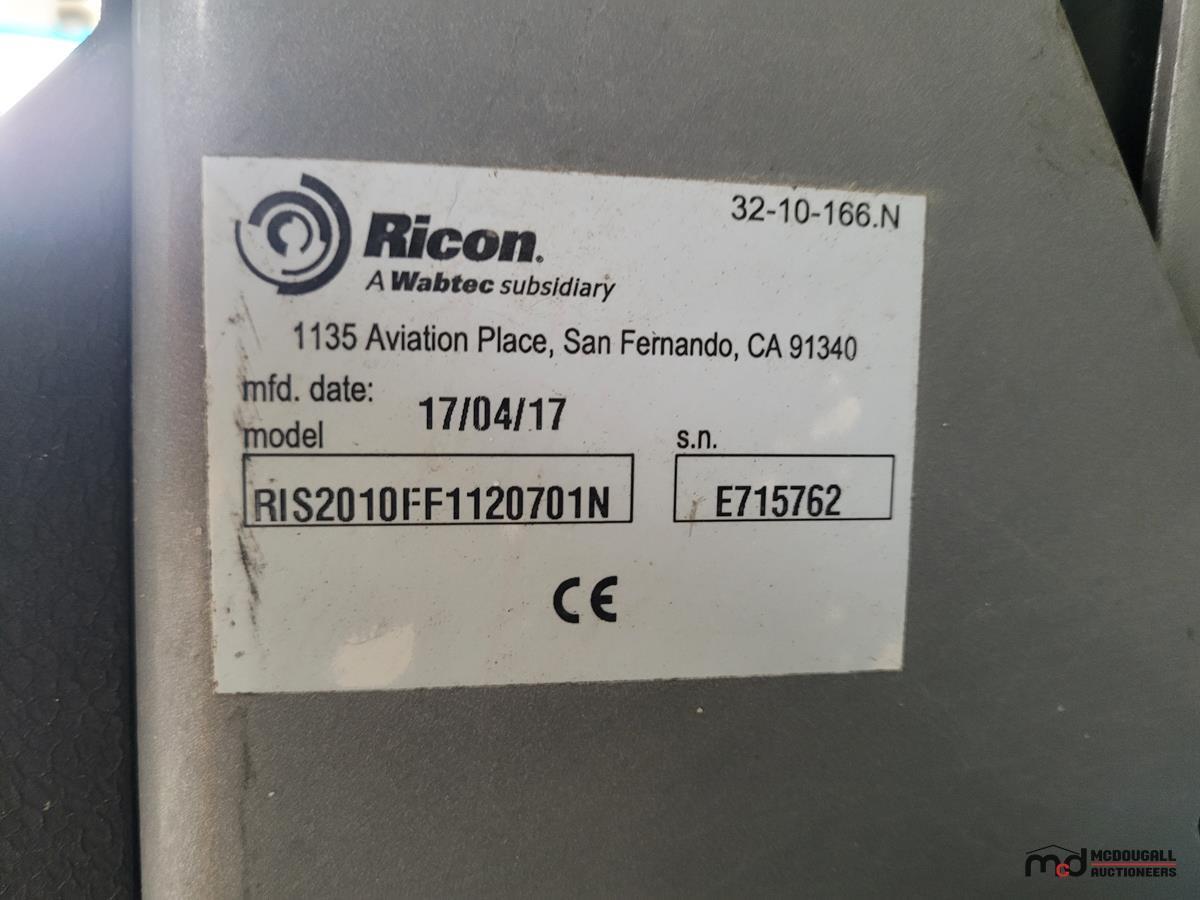 Ricon®
A Wabtec subsidiary
32-10-166.N
1135 Aviation Place, San Fernando, CA 91340
mfd. date: 17/04/17
model
s.n.
RIS2010FF1120701N
E715762
CE
mcd MCDOUGALL
AUCTIONEERS